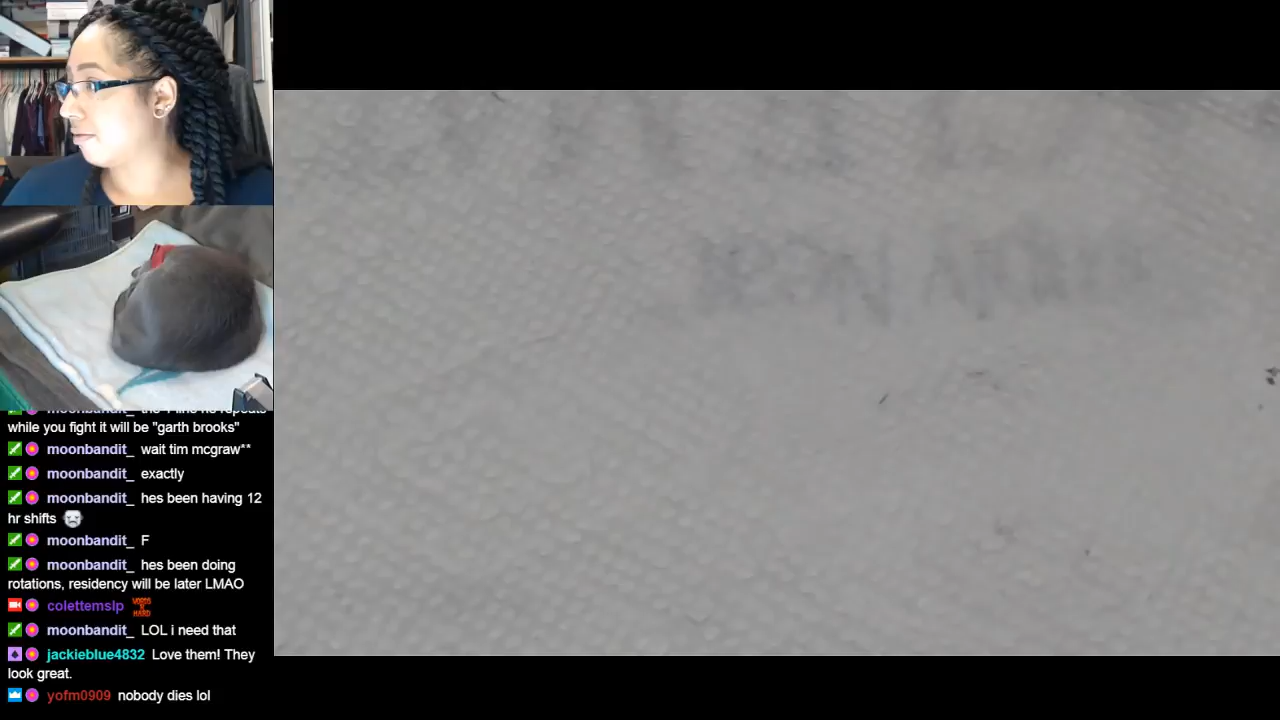 while you fight it will be "garth brooks"
moonbandit_ wait tim mcgraw**
moonbandit_ exactly
moonbandit_ hes been having 12
hr shifts
moonbandit_ F
moonbandit_ hes been doing
rotations, residency will be later LMAO
colettemslp
moonbandit_ LOL i need that
jackieblue4832 Love them! They
look great.
yofm0909 nobody dies lol